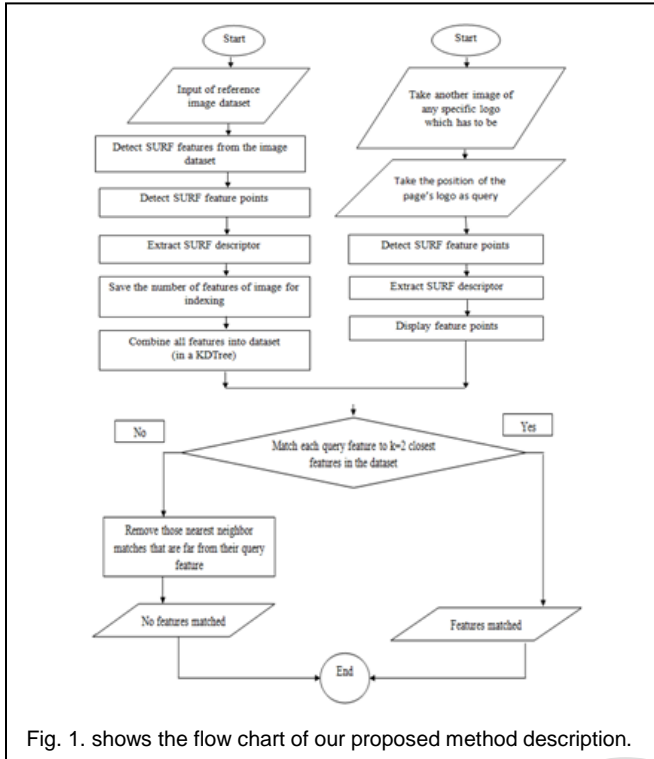 Start
Input of reference
image dataset
Detect SURF features from the image
dataset
Detect SURF feature points
Extract SURF descriptor
Save the number of features of image for
indexing
Combine all features into dataset
(in a KDTree)
Start
Take another image of
any specific logo
which has to be
Take the position of the
page's logo as query
Detect SURF feature points
Extract SURF descriptor
Display feature points
No
Match each query feature to k=2 closest
features in the dataset
Yes
Remove those nearest neighbor
matches that are far from their query
feature
No features matched
Features matched
End
Fig. 1. shows the flow chart of our proposed method description.